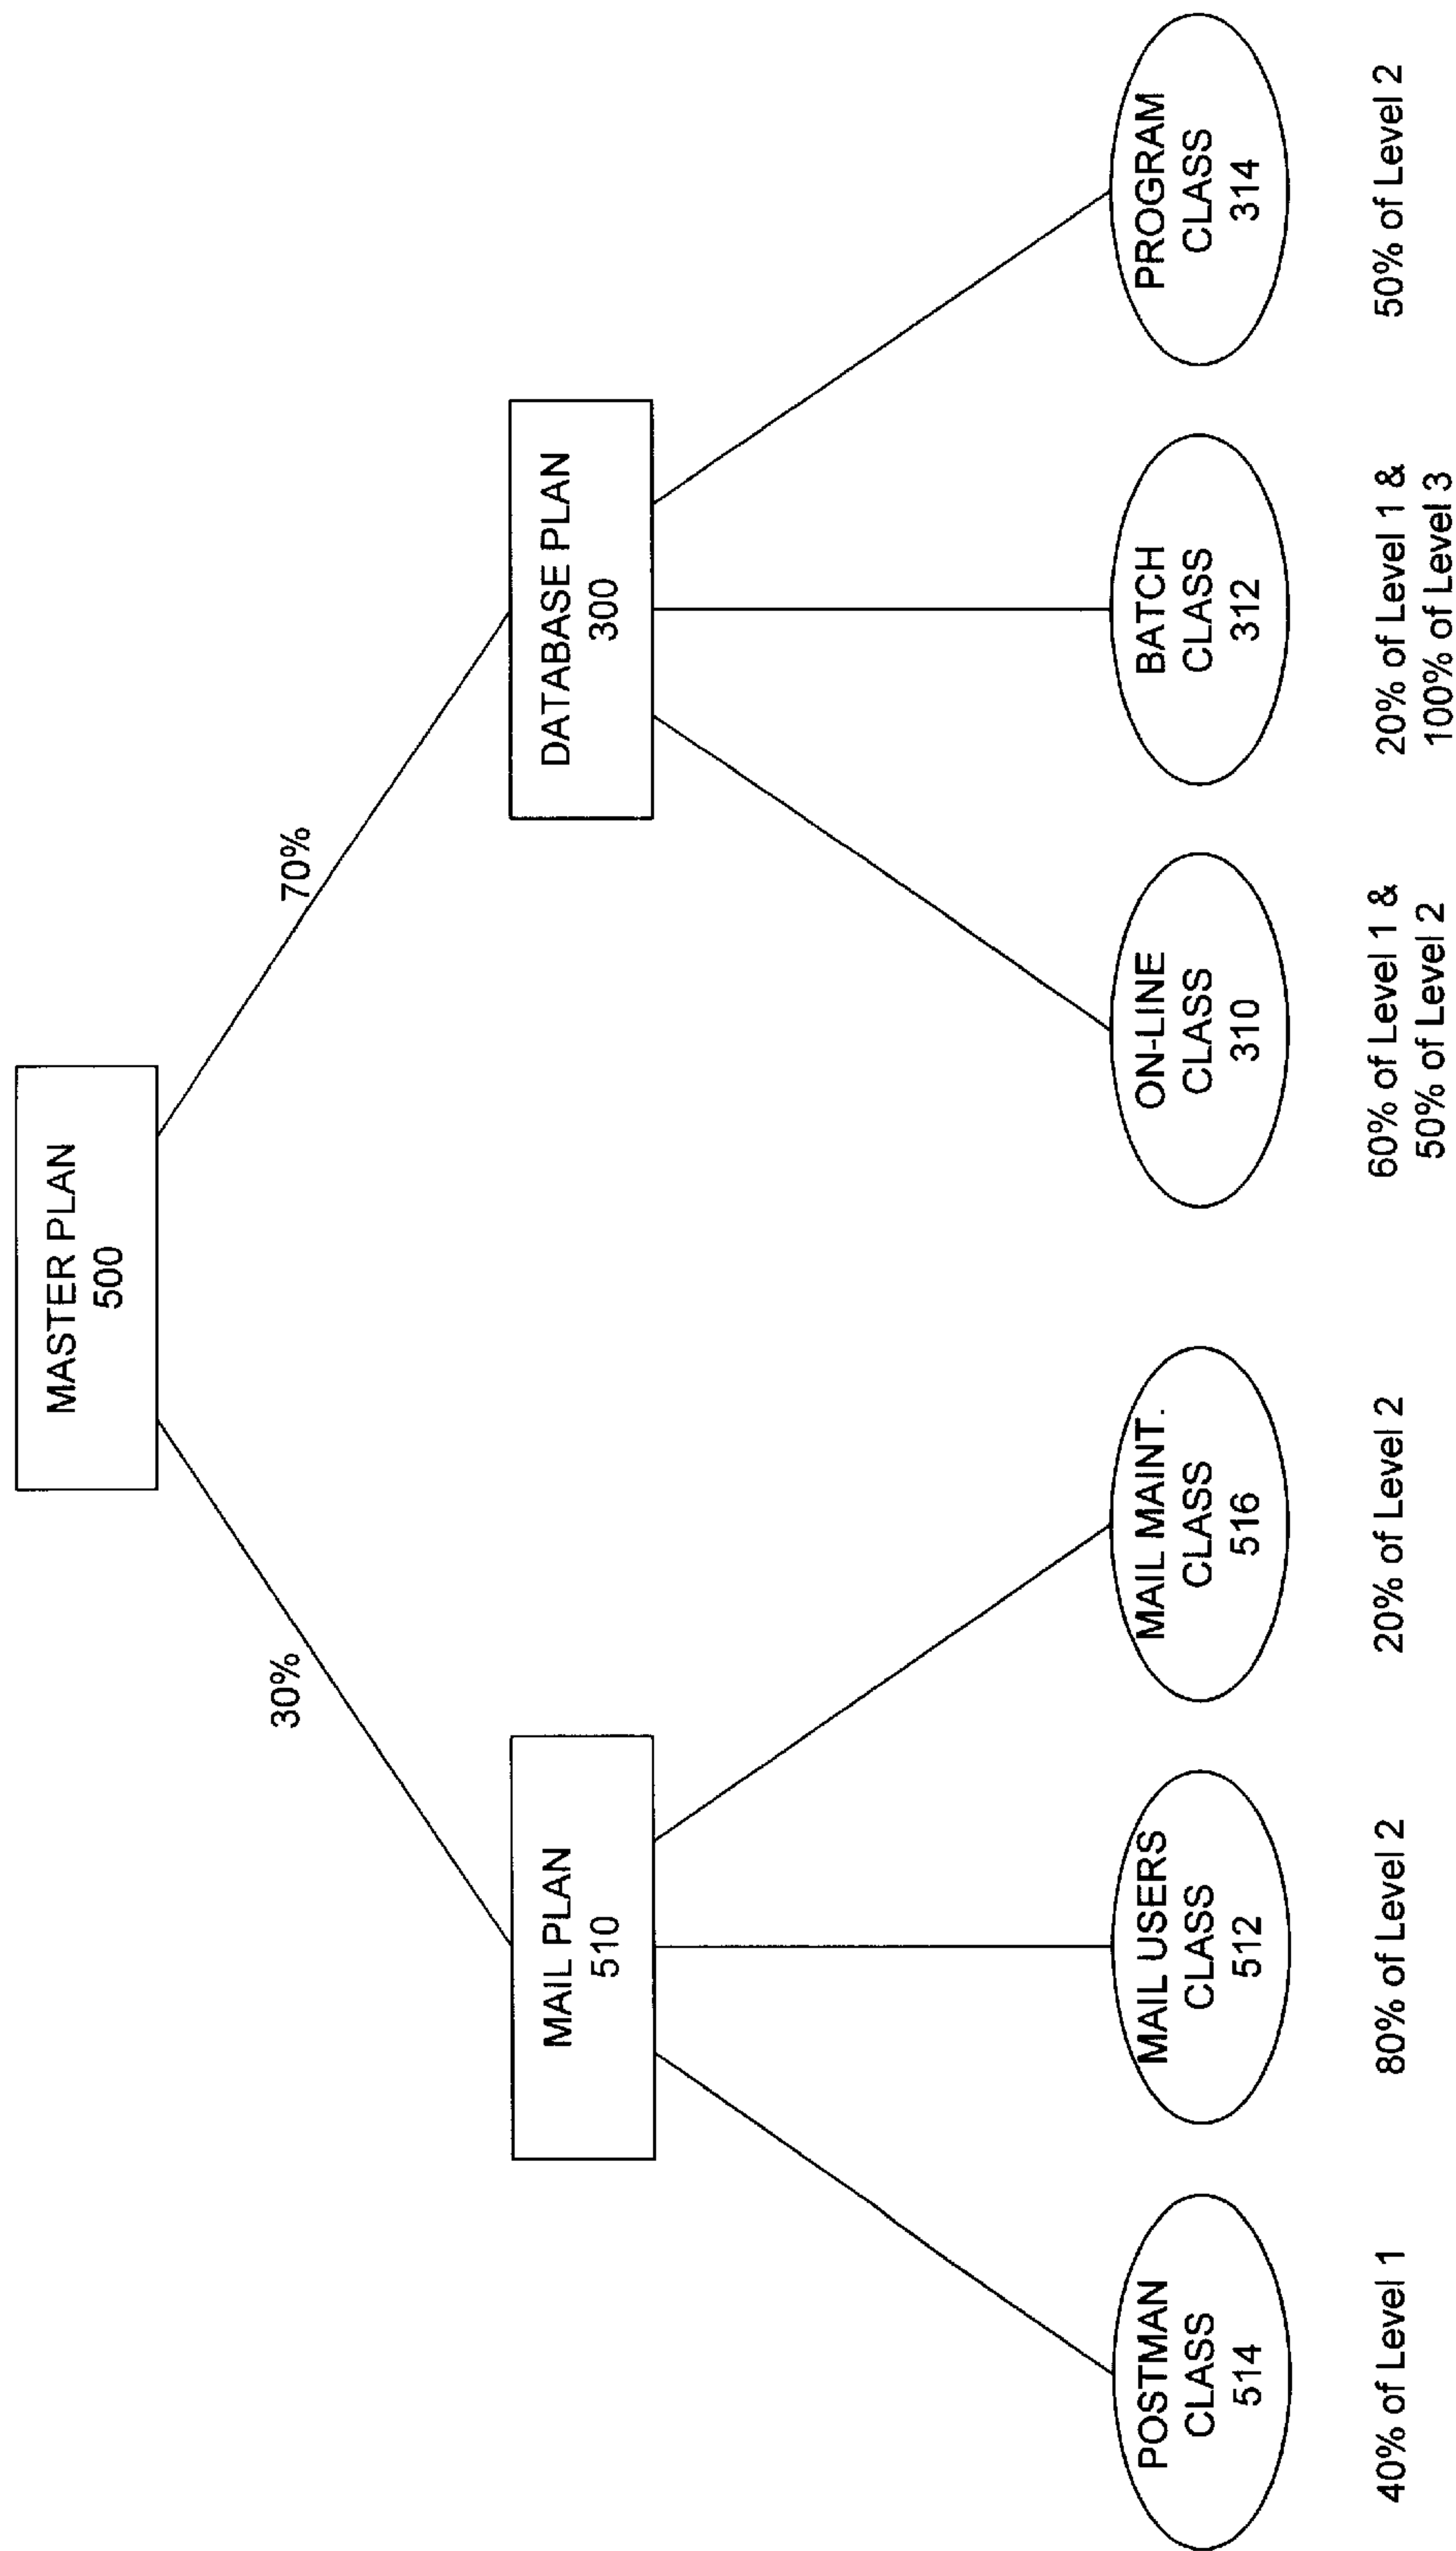 MASTER PLAN
500
30%
70%
MAIL PLAN
510
DATABASE PLAN
300
POSTMAN
CLASS
514
MAIL USERS
CLASS
512
MAIL MAINT.
CLASS
516
ON-LINE
CLASS
310
BATCH
CLASS
312
PROGRAM
CLASS
314
40% of Level 1
80% of Level 2
20% of Level 2
60% of Level 1 &
50% of Level 2
20% of Level 1 &
100% of Level 3
50% of Level 2